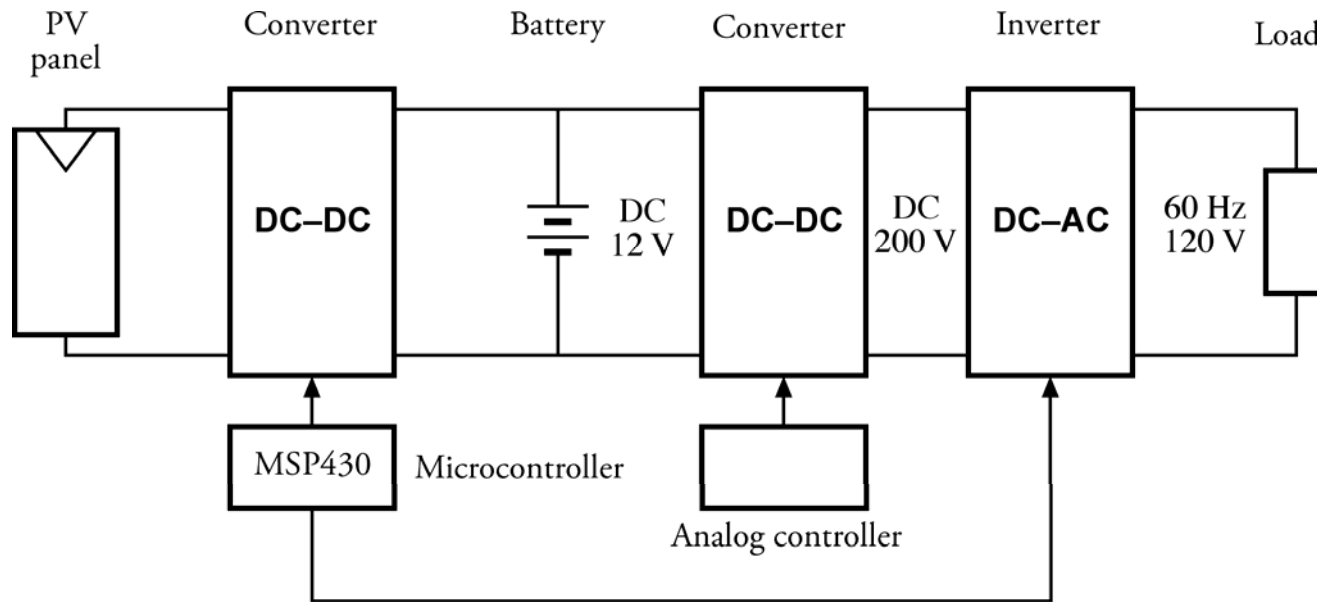 PV
panel
Converter
Battery
Converter
Inverter
Load
DC–DC
DC
12 V
DC–DC
DC
200 V
DC–AC
60 Hz
120 V
MSP430
Microcontroller
Analog controller